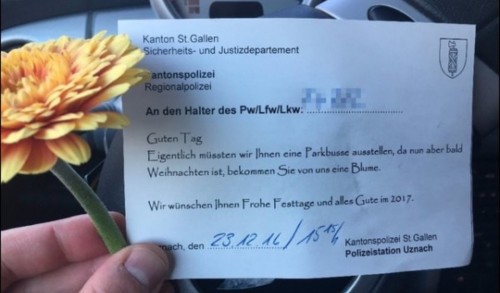 Kanton St.Gallen
Sicherheits- und Justizdepartement
Kantonspolizei
Regionalpolizei
An den Halter des Pw/Lfw/Lkw:
Guten Tag
Eigentlich müssten wir Ihnen eine Parkbusse ausstellen, da nun aber bald
Weihnachten ist, bekommen Sie von uns eine Blume.
Wir wünschen Ihnen Frohe Festtage und alles Gute im 2017.
den 23.12.16 / 15 15 h
Kantonspolizei St.Gallen
Polizeistation Uznach